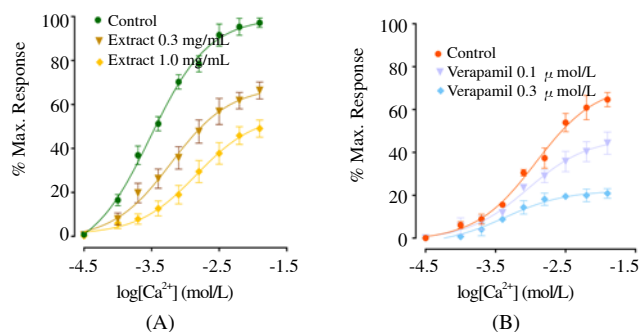 Control
Extract 0.3 mg/mL
Extract 1.0 mg/mL
% Max. Response
100
80
60
40
20
0
-4.5
-3.5
-2.5
-1.5
log[Ca²⁺] (mol/L)
(A)
B)
Control
Verapamil 0.1 μ mol/L
Verapamil 0.3 μ mol/L
% Max. Response
100
80
60
40
20
0
-4.5
-3.5
-2.5
-1.5
log[Ca²⁺] (mol/L)
(B)